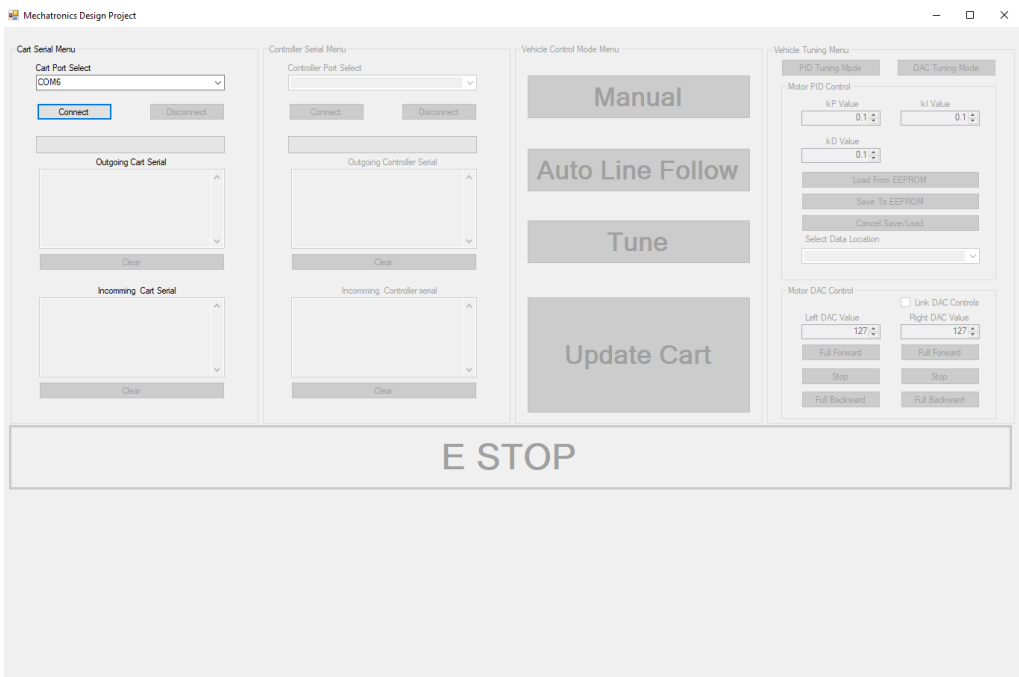 Mechatronics Design Project
Cart Serial Menu
Cart Port Select
COM6
Connect
Disconnect
Outgoing Cart Serial
Clear
Incomming Cart Serial
Clear
Controller Serial Menu
Controller Port Select
Connect
Disconnect
Outgoing Controller Serial
Clear
Incomming Controller serial
Clear
Vehicle Control Mode Menu
Manual
Auto Line Follow
Tune
Update Cart
Vehicle Tuning Menu
PID Tuning Mode
DAC Tuning Mode
Motor PID Control
kP Value
kI Value
0.1
0.1
kD Value
0.1
Load From EEPROM
Save To EEPROM
Cancel Save/Load
Select Data Location
Motor DAC Control
Link DAC Controls
Left DAC Value
Right DAC Value
127
127
Full Forward
Full Forward
Stop
Stop
Full Backward
Full Backward
E STOP